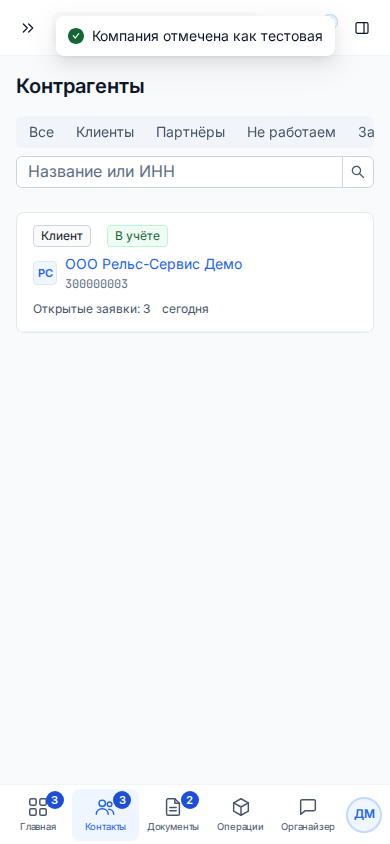 Компания отмечена как тестовая
Контрагенты
Все Клиенты Партнёры Не работаем За
Название или ИНН
Клиент В учёте
РС ООО Рельс-Сервис Демо
300000003
Открытые заявки: 3 сегодня
3 3 2
Главная Контакты Документы Операции Органайзер ДМ